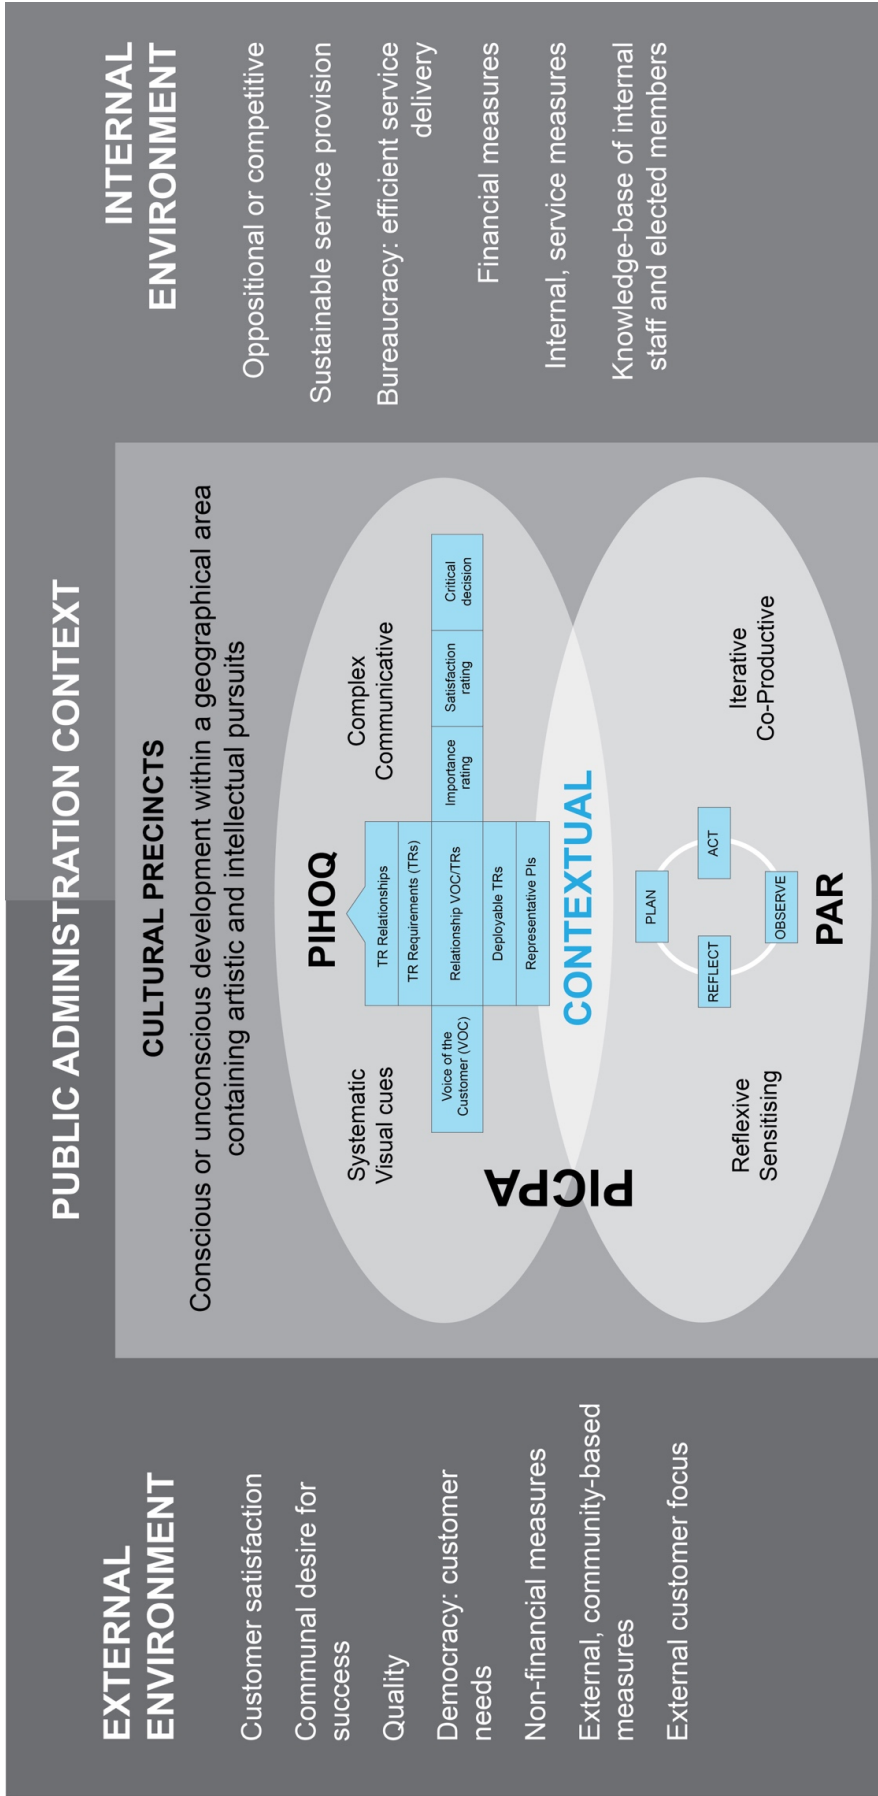 PUBLIC ADMINISTRATION CONTEXT
EXTERNAL
ENVIRONMENT
Customer satisfaction
Communal desire for
success
Quality
Democracy: customer
needs
Non-financial measures
External, community-based
measures
External customer focus
CULTURAL PRECINCTS
Conscious or unconscious development within a geographical area
containing artistic and intellectual pursuits
PIHOQ
Systematic
Visual cues
Complex
Communicative
TR Relationships
TR Requirements (TRs)
Voice of the
Customer (VOC)
Relationship VOC/TRs
Importance
rating
Satisfaction
rating
Critical
decision
Deployable TRs
Representative PIs
PICPA
CONTEXTUAL
PLAN
ACT
OBSERVE
REFLECT
Reflexive
Sensitising
Iterative
Co-Productive
PAR
INTERNAL
ENVIRONMENT
Oppositional or competitive
Sustainable service provision
Bureaucracy: efficient service
delivery
Financial measures
Internal, service measures
Knowledge-base of internal
staff and elected members